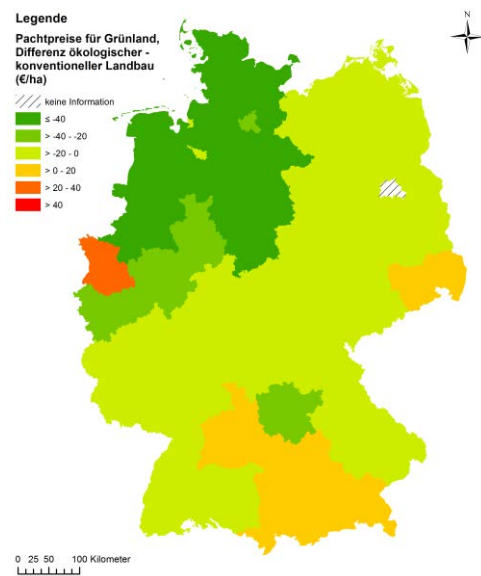 Legende
Pachtpreise für Grünland,
Differenz ökologischer -
konventioneller Landbau
(€/ha)
keine Information
≤ -40
> -40 - -20
> -20 - 0
> 0 - 20
> 20 - 40
> 40
N
0 25 50 100 Kilometer